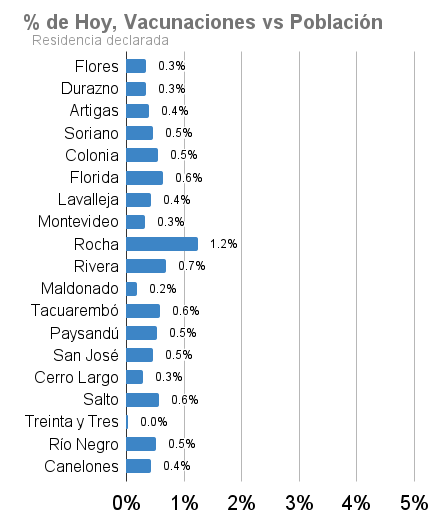 % de Hoy, Vacunaciones vs Población
Residencia declarada
Flores 0.3%
Durazno 0.3%
Artigas 0.4%
Soriano 0.5%
Colonia 0.5%
Florida 0.6%
Lavalleja 0.4%
Montevideo 0.3%
Rocha 1.2%
Rivera 0.7%
Maldonado 0.2%
Tacuarembó 0.6%
Paysandú 0.5%
San José 0.5%
Cerro Largo 0.3%
Salto 0.6%
Treinta y Tres 0.0%
Río Negro 0.5%
Canelones 0.4%
0% 1% 2% 3% 4% 5%